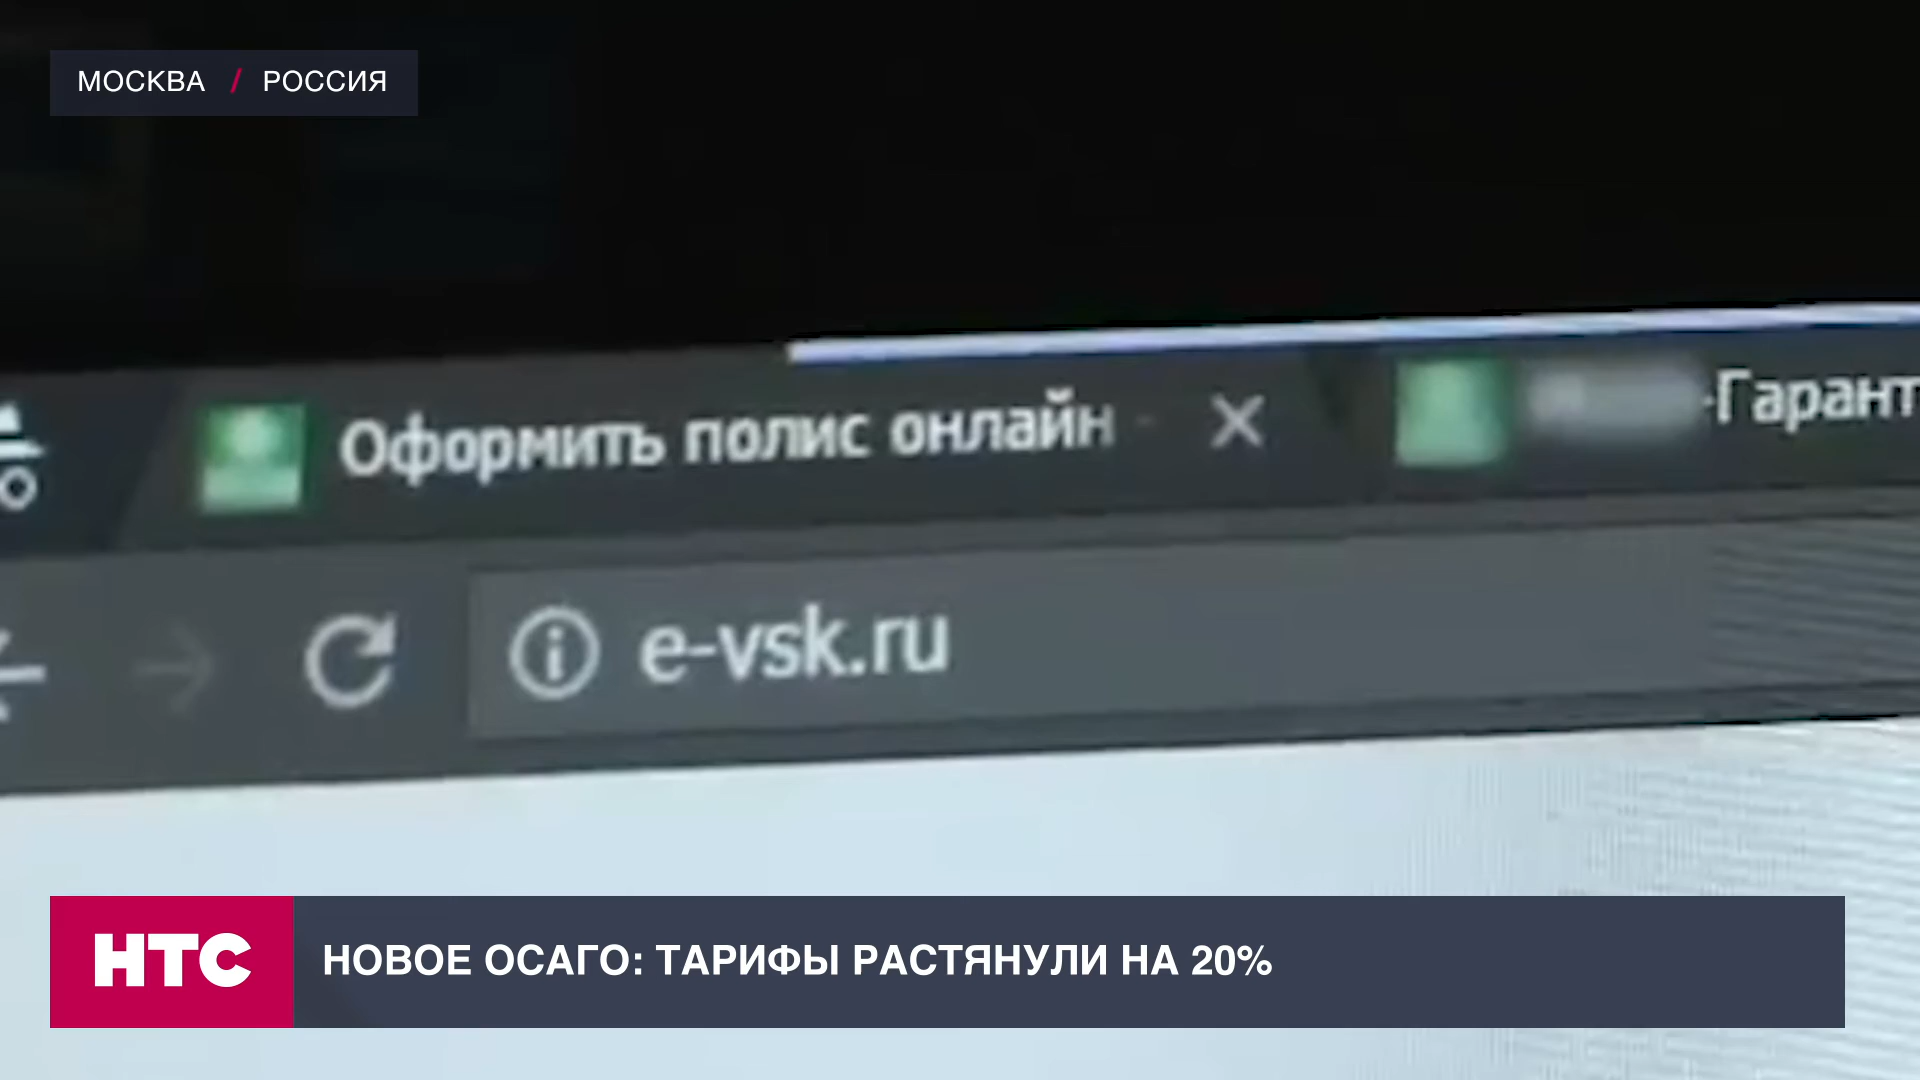 МОСКВА / РОССИЯ
Оформить полис онлайн -
-Гарант
e-vsk.ru
НТС
НОВОЕ ОСАГО: ТАРИФЫ РАСТЯНУЛИ НА 20%